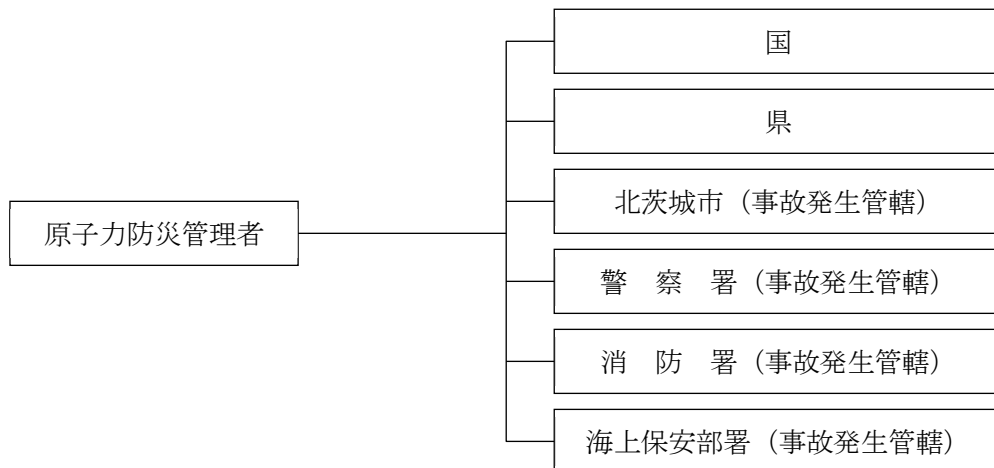 国
県
北茨城市（事故発生管轄）
原子力防災管理者
警　察　署（事故発生管轄）
消　防　署（事故発生管轄）
海上保安部署（事故発生管轄）